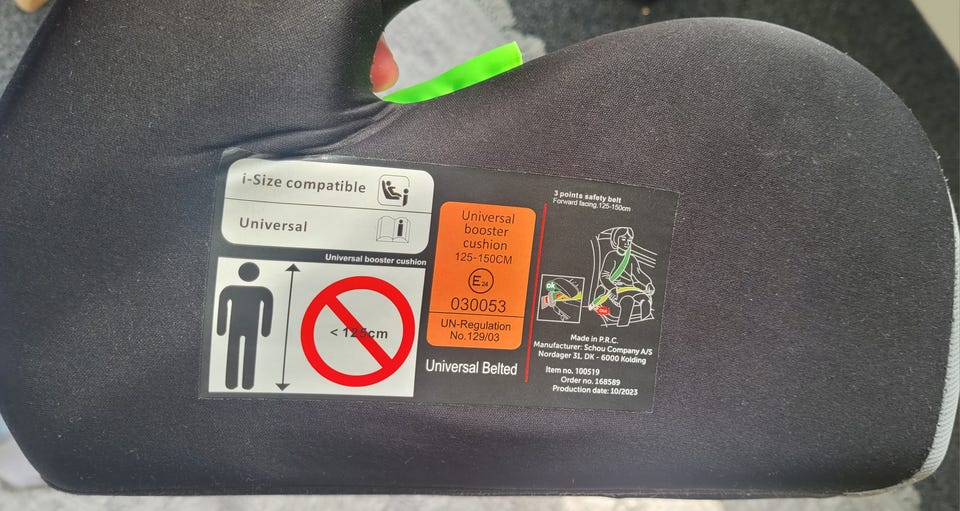 i-Size compatible
Universal
Universal booster cushion
< 125cm
Universal
booster
cushion
125-150CM
E24
030053
UN-Regulation
No.129/03
Universal Belted
3 points safety belt
Forward facing,125-150cm
OK
Made in P.R.C.
Manufacturer: Schou Company A/S
Nordager 31, DK - 6000 Kolding
Item no. 100519
Order no. 168589
Production date: 10/2023